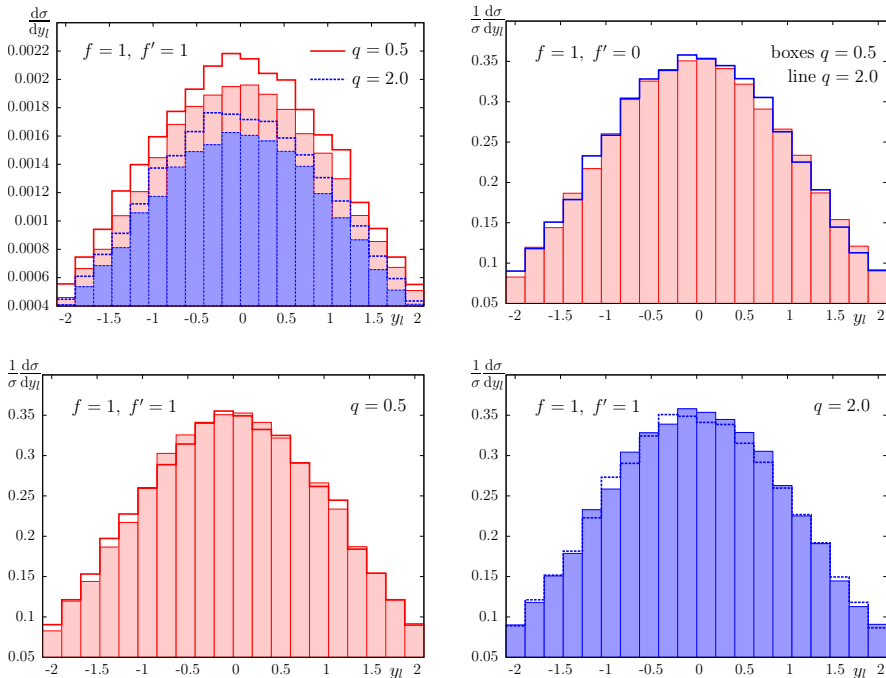 dσ/dy_l
f = 1, f′ = 1
q = 0.5
q = 2.0
0.0022
0.002
0.0018
0.0016
0.0014
0.0012
0.001
0.0008
0.0006
0.0004
-2 -1.5 -1 -0.5 0 0.5 1 1.5 y_l 2
1/σ dσ/dy_l
f = 1, f′ = 0
boxes q = 0.5
line q = 2.0
0.35
0.3
0.25
0.2
0.15
0.1
0.05
-2 -1.5 -1 -0.5 0 0.5 1 1.5 y_l 2
1/σ dσ/dy_l
f = 1, f′ = 1
q = 0.5
0.35
0.3
0.25
0.2
0.15
0.1
0.05
-2 -1.5 -1 -0.5 0 0.5 1 1.5 y_l 2
1/σ dσ/dy_l
f = 1, f′ = 1
q = 2.0
0.35
0.3
0.25
0.2
0.15
0.1
0.05
-2 -1.5 -1 -0.5 0 0.5 1 1.5 y_l 2